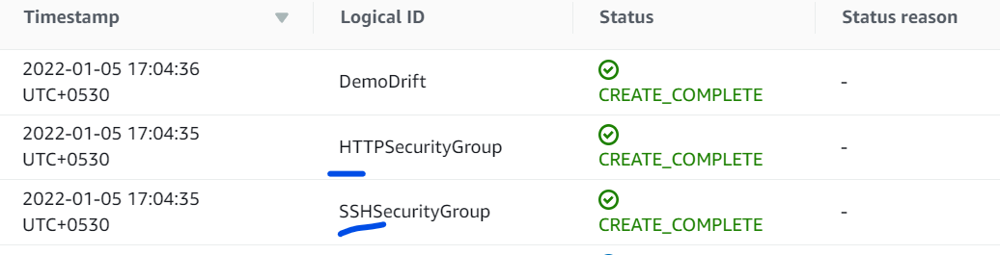 Timestamp Logical ID Status Status reason
2022-01-05 17:04:36
UTC+0530 DemoDrift CREATE_COMPLETE -
2022-01-05 17:04:35
UTC+0530 HTTPSecurityGroup CREATE_COMPLETE -
2022-01-05 17:04:35
UTC+0530 SSHSecurityGroup CREATE_COMPLETE -